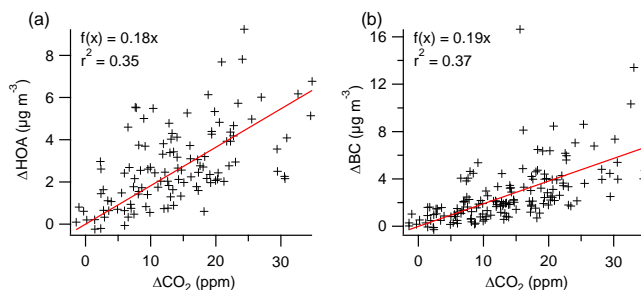 (a)
f(x) = 0.18x
r² = 0.35
ΔHOA (µg m⁻³)
8
6
4
2
0
0 10 20 30
ΔCO₂ (ppm)
(b)
f(x) = 0.19x
r² = 0.37
ΔBC (µg m⁻³)
16
12
8
4
0
0 10 20 30
ΔCO₂ (ppm)